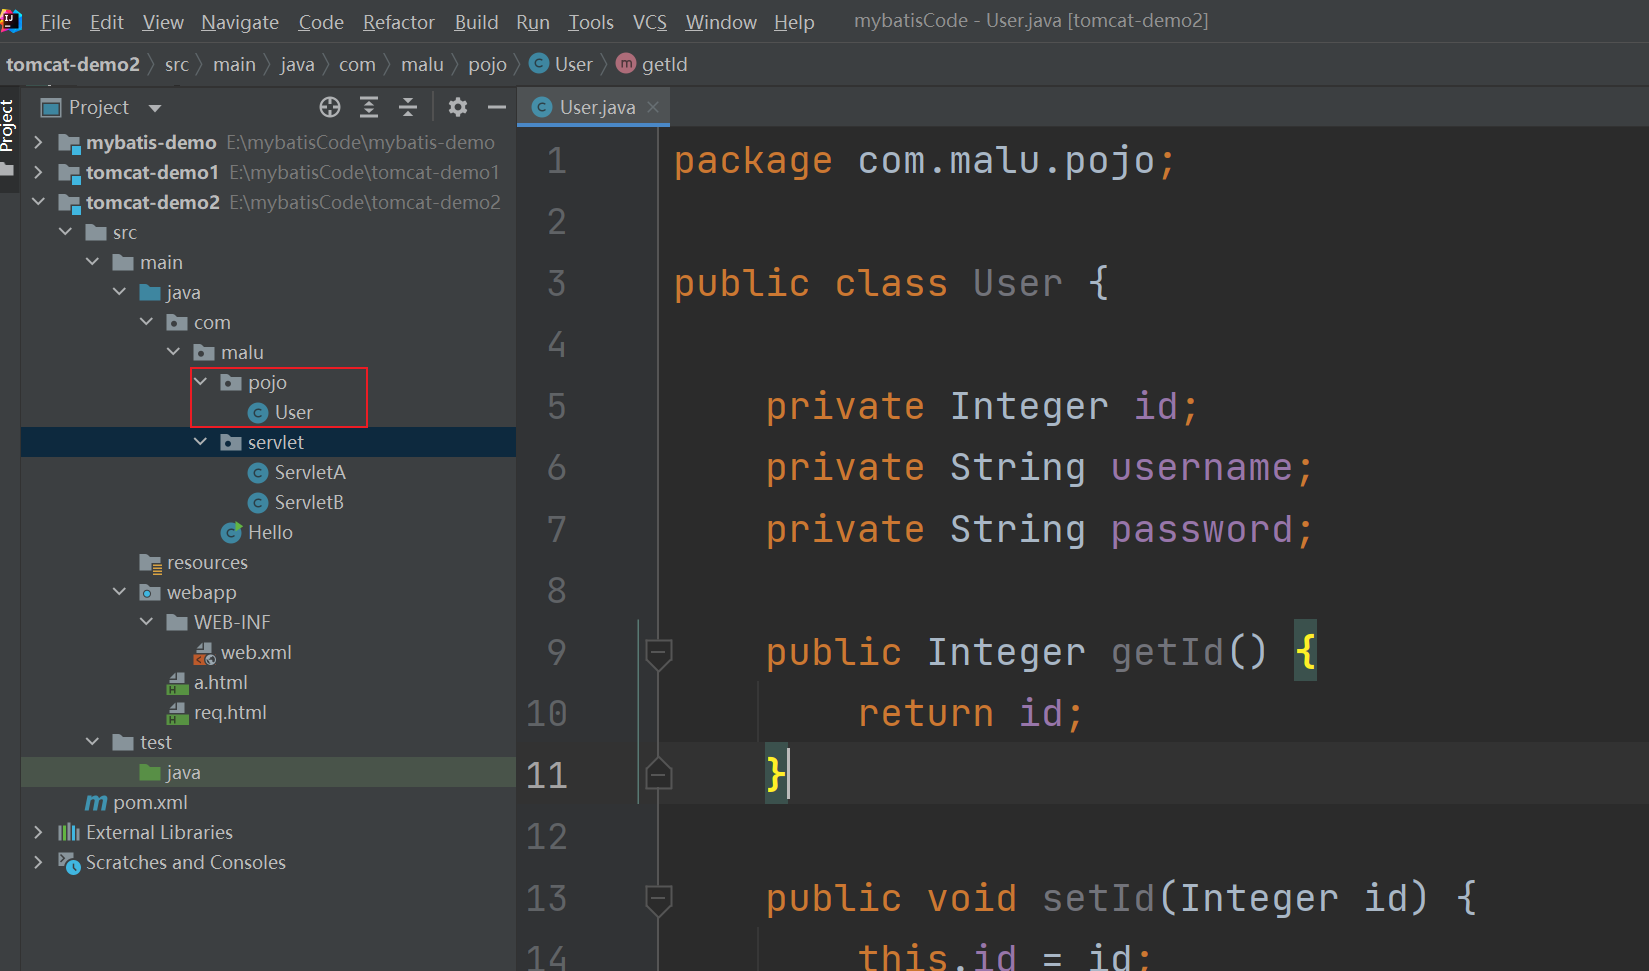 File Edit View Navigate Code Refactor Build Run Tools VCS Window Help mybatisCode - User.java [tomcat-demo2]
tomcat-demo2 src main java com malu pojo User getId
Project
Project
User.java
mybatis-demo E:\mybatisCode\mybatis-demo
tomcat-demo1 E:\mybatisCode\tomcat-demo1
tomcat-demo2 E:\mybatisCode\tomcat-demo2
src
main
java
com
malu
pojo
User
servlet
ServletA
ServletB
Hello
resources
webapp
WEB-INF
web.xml
a.html
req.html
test
java
pom.xml
External Libraries
Scratches and Consoles
1 package com.malu.pojo;
2
3 public class User {
4
5 private Integer id;
6 private String username;
7 private String password;
8
9 public Integer getId() {
10 return id;
11 }
12
13 public void setId(Integer id) {
14 this.id = id;